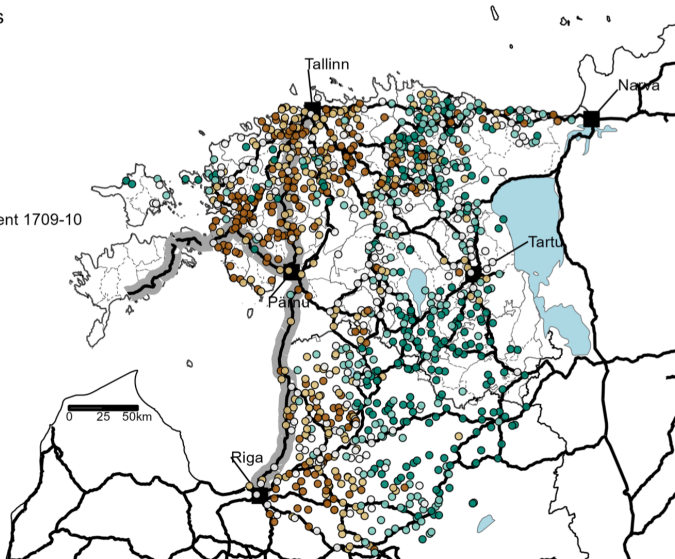 s
Tallinn
Narva
ent 1709-10
Tartu
Pärnu
0 25 50km
Riga